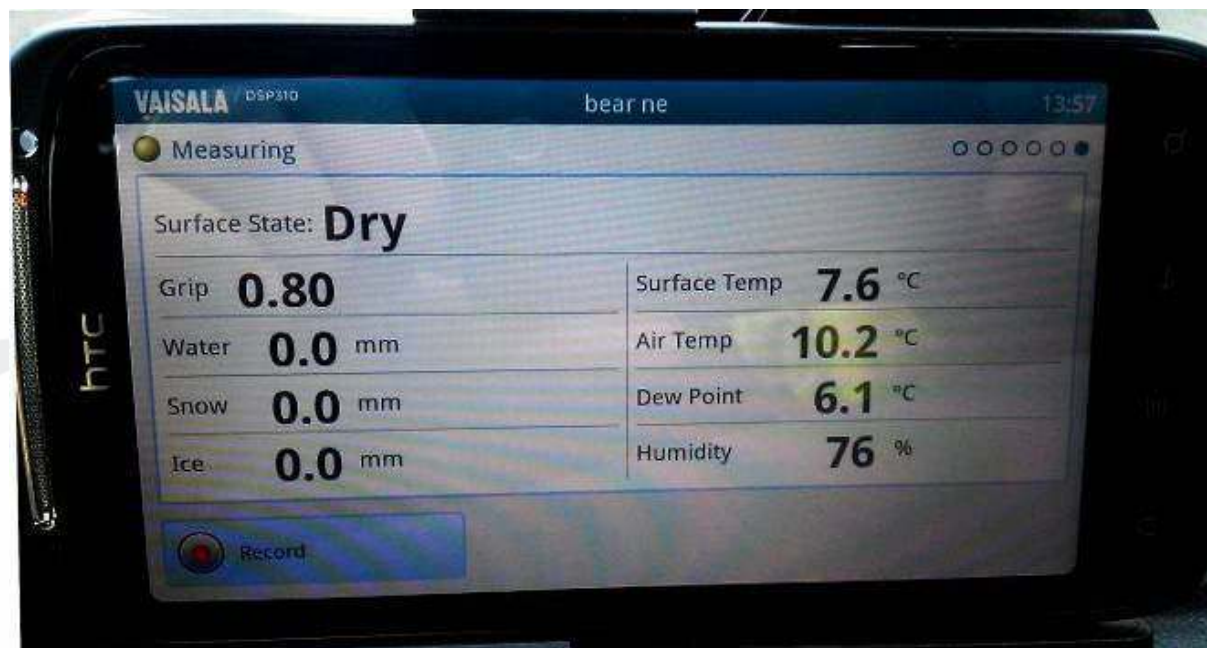 VAISALA DSP310 bear ne 13:57
Measuring
Surface State: Dry
Grip 0.80
Surface Temp 7.6 °C
Water 0.0 mm
Air Temp 10.2 °C
Snow 0.0 mm
Dew Point 6.1 °C
Ice 0.0 mm
Humidity 76 %
Record
hTC